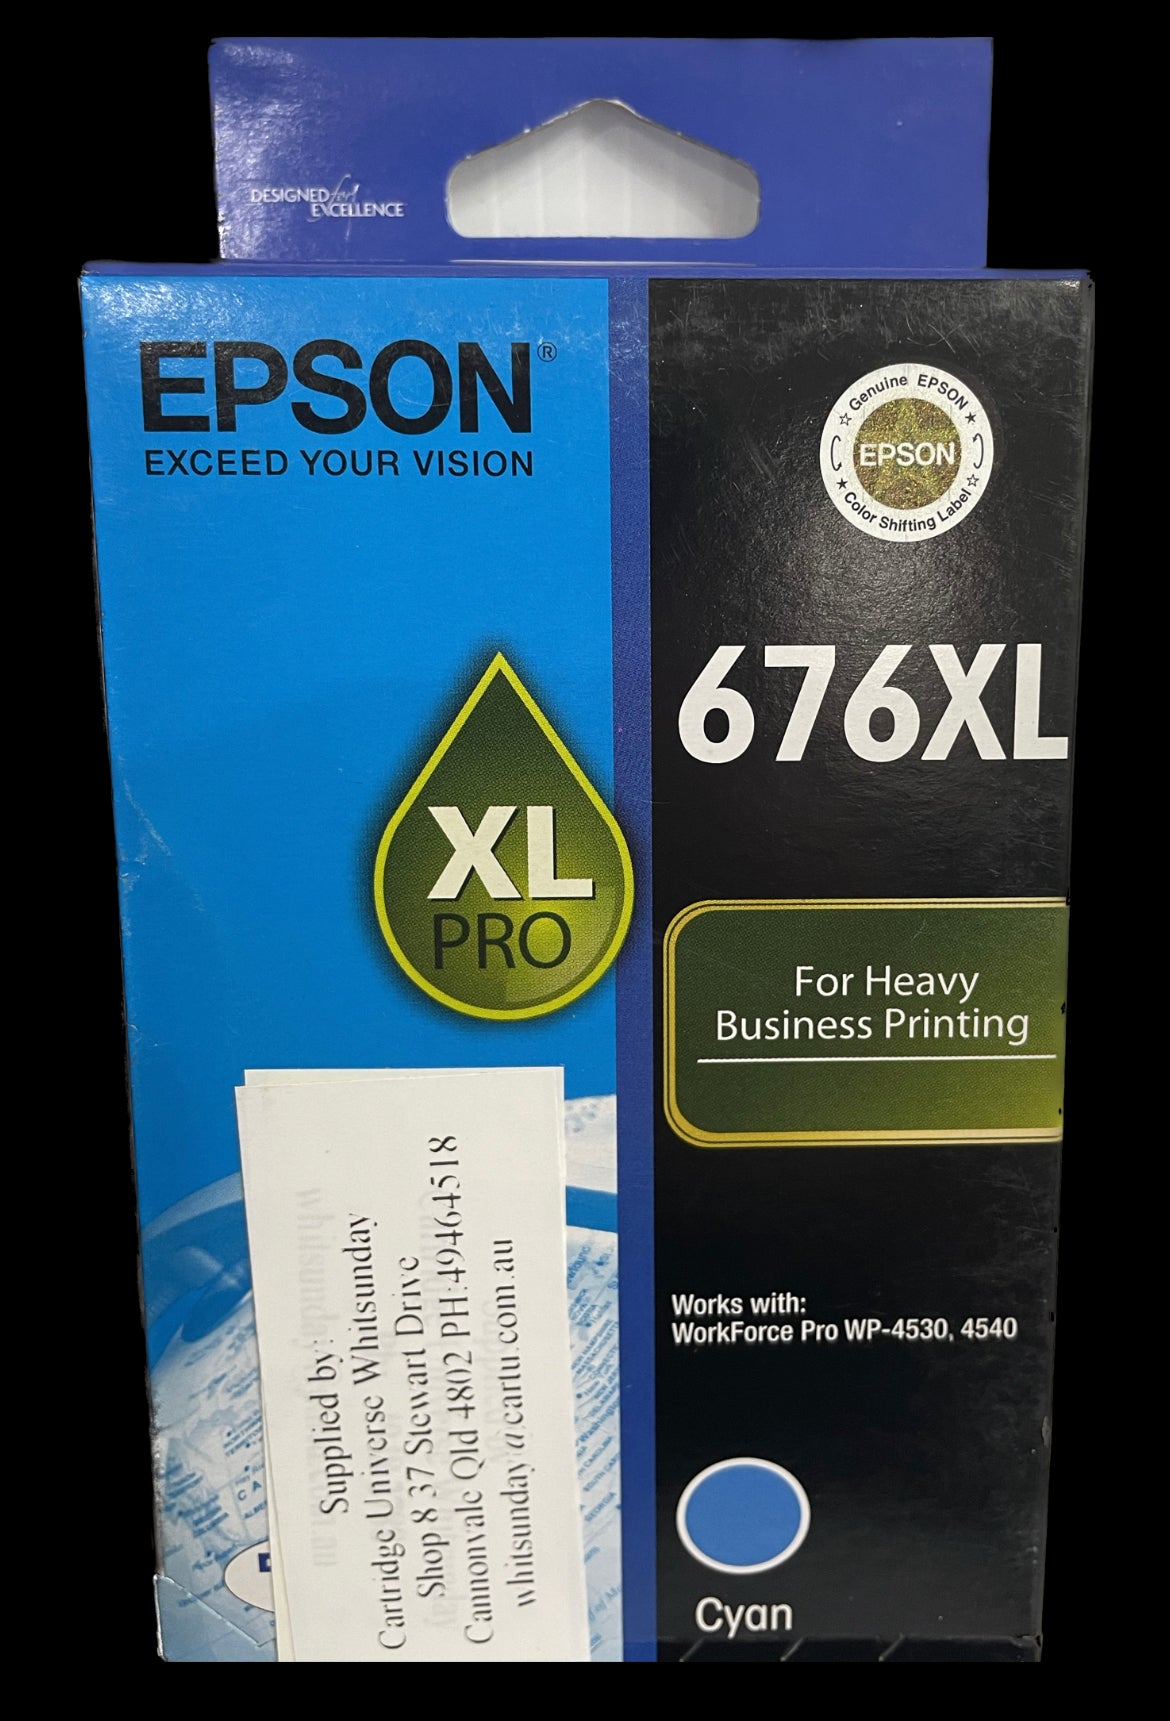 DESIGNED for
EXCELLENCE
EPSON®
EXCEED YOUR VISION
Genuine EPSON
EPSON
Color Shifting Label
676XL
XL
PRO
For Heavy
Business Printing
Supplied by:
Cartridge Universe Whitsunday
Shop 8 37 Stewart Drive
Cannonvale Qld 4802 PH:49464518
whitsunday@cartu.com.au
Works with:
WorkForce Pro WP-4530, 4540
Cyan